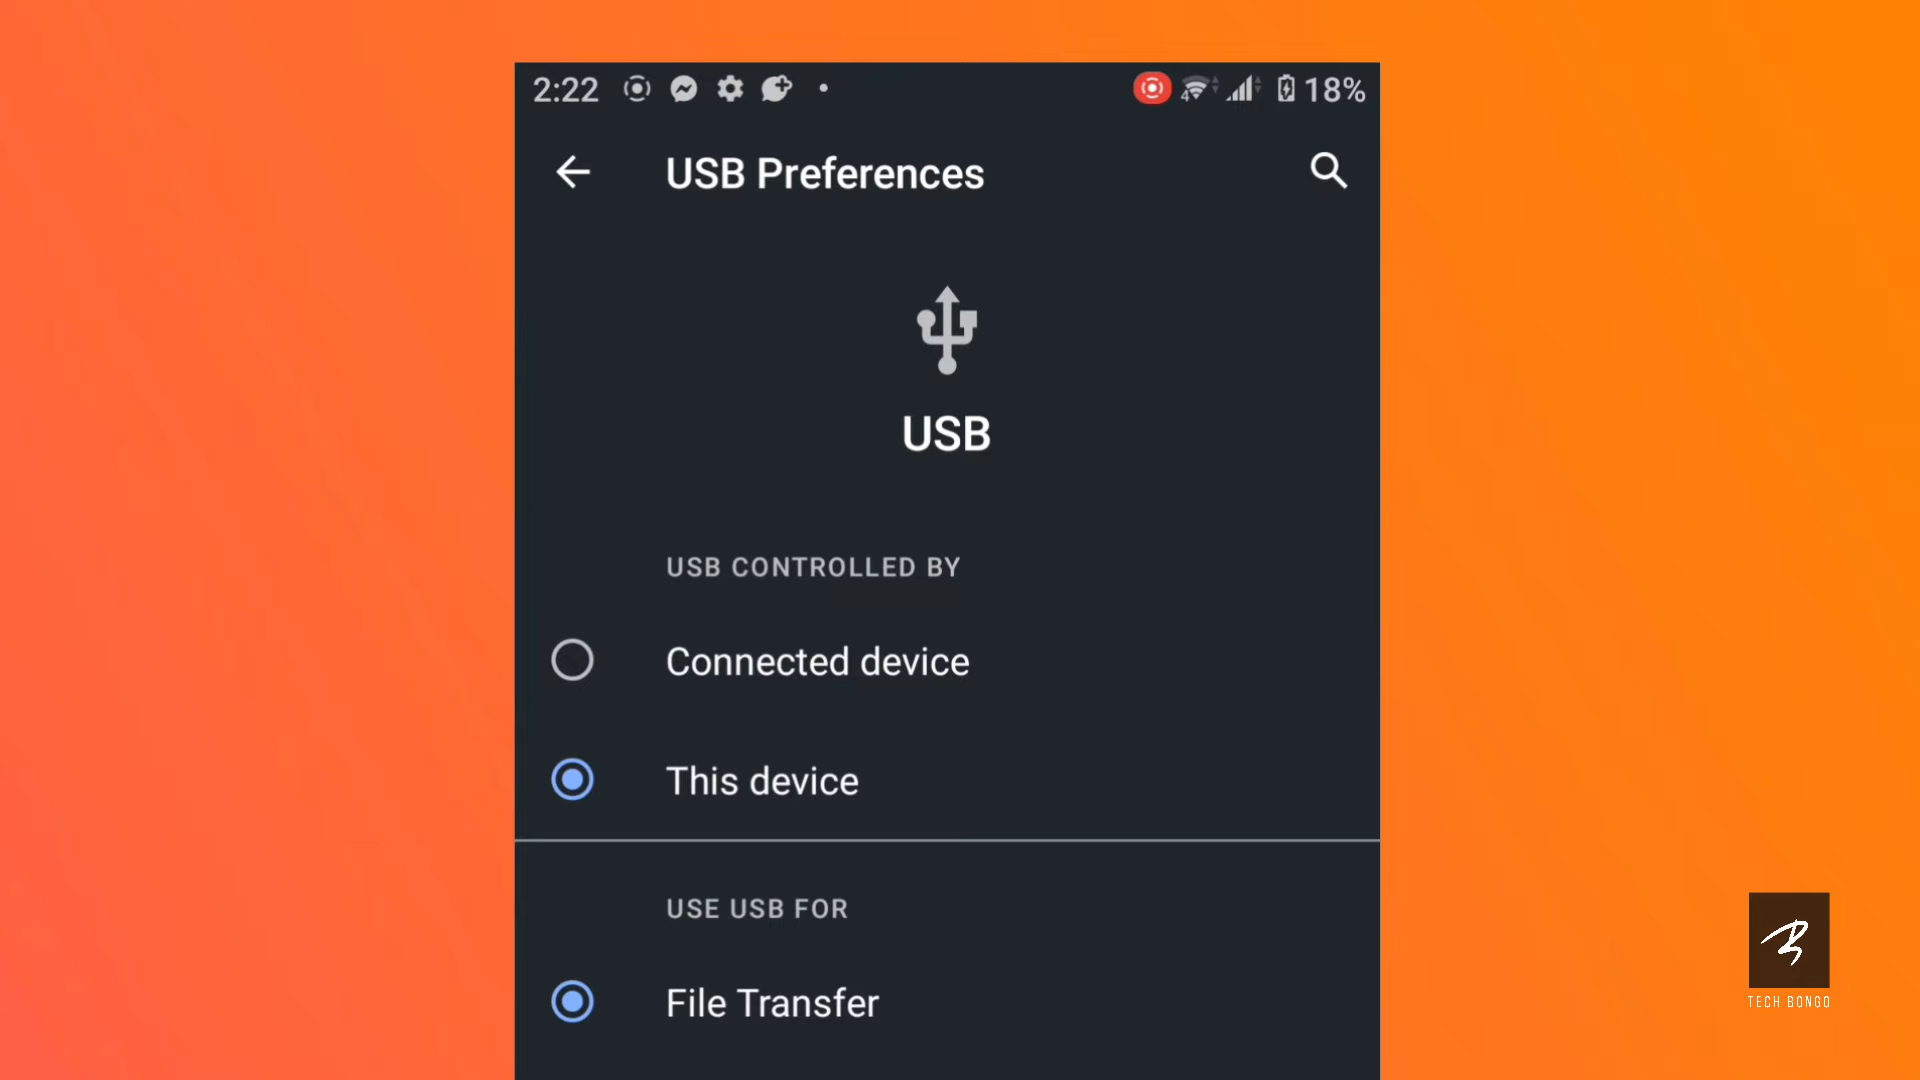 2:22 18%
USB Preferences
USB
USB CONTROLLED BY
Connected device
This device
USE USB FOR
File Transfer
TECH BONGO